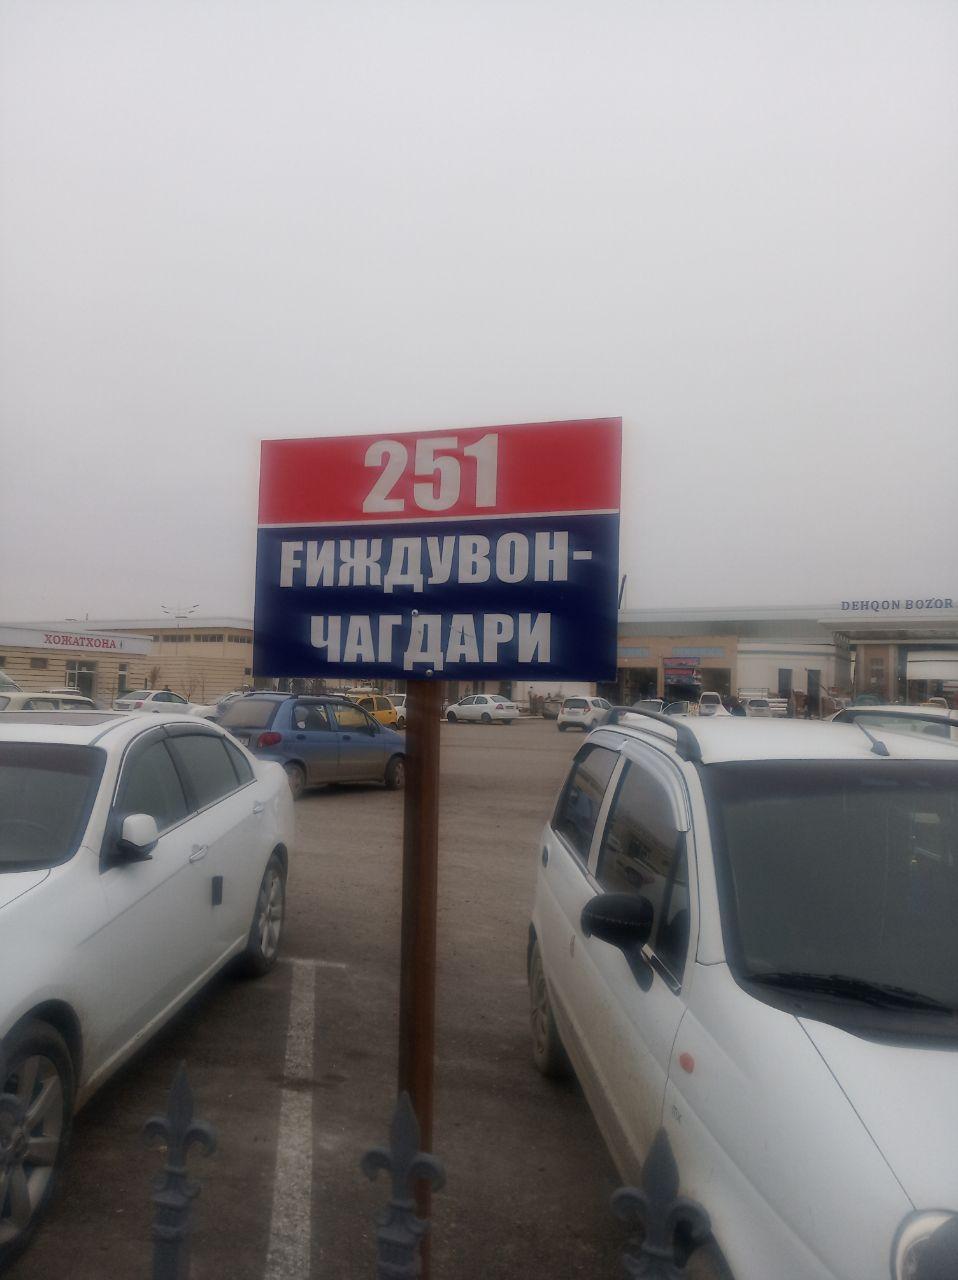 251
ҒИЖДУВОН-
ЧАГДАРИ
DEHQON BOZOR
ХОЖАТХОНА